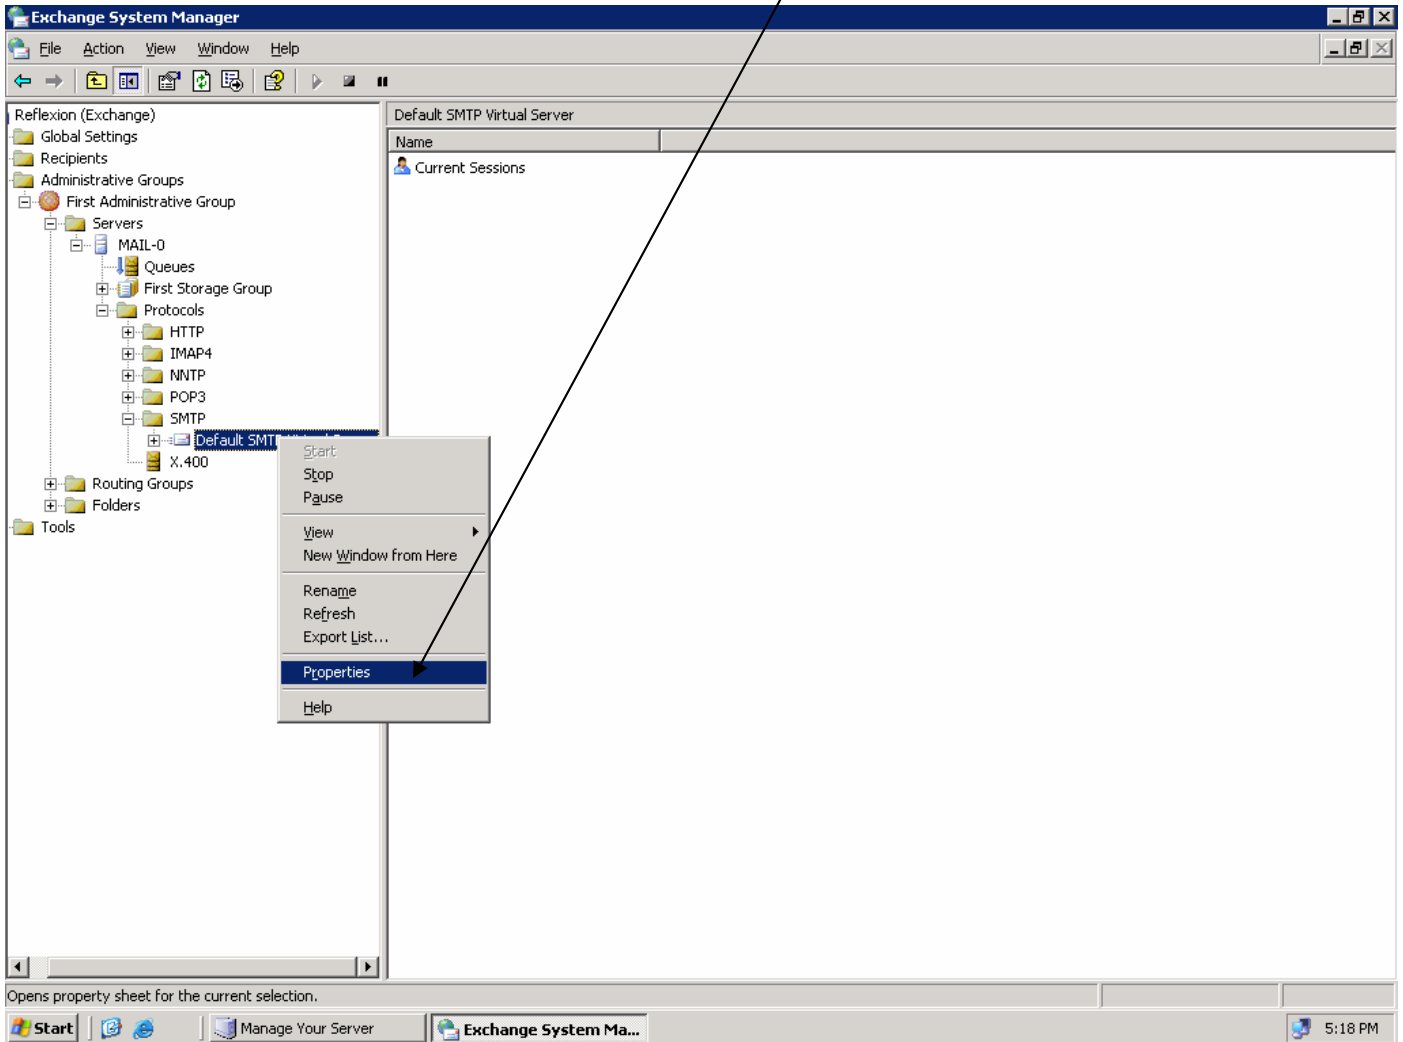 Exchange System Manager
File Action View Window Help
Reflexion (Exchange)
Global Settings
Recipients
Administrative Groups
First Administrative Group
Servers
MAIL-0
Queues
First Storage Group
Protocols
HTTP
IMAP4
NNTP
POP3
SMTP
Default SMTP
X.400
Routing Groups
Folders
Tools
Default SMTP Virtual Server
Name
Current Sessions
Start
Stop
Pause
View
New Window from Here
Rename
Refresh
Export List...
Properties
Help
Opens property sheet for the current selection.
Start Manage Your Server Exchange System Ma... 5:18 PM